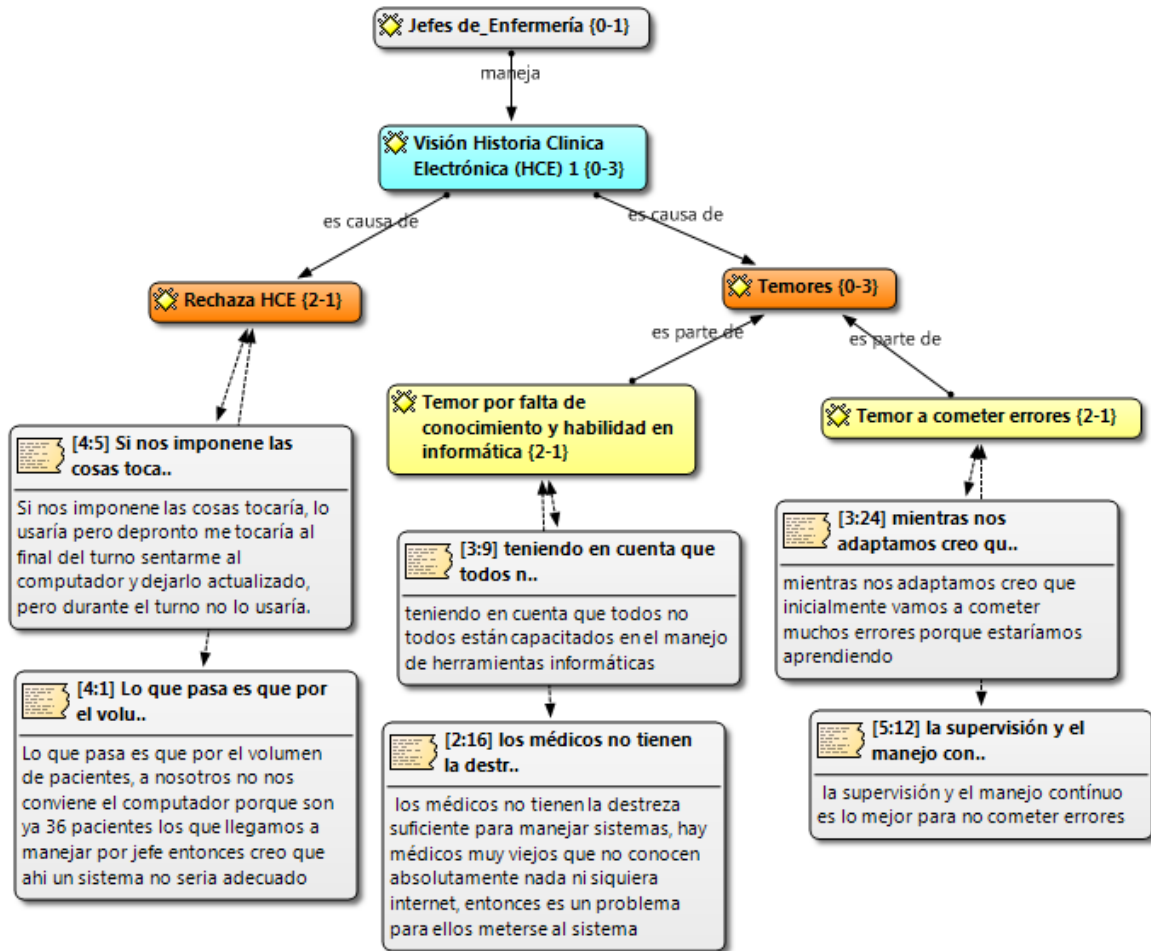 Jefes de_Enfermería {0-1}
maneja
Visión Historia Clinica
Electrónica (HCE) 1 {0-3}
es causa de
es causa de
Rechaza HCE {2-1}
Temores {0-3}
es parte de
es parte de
Temor por falta de
conocimiento y habilidad en
informática {2-1}
Temor a cometer errores {2-1}
[4:5] Si nos imponene las
cosas toca..
Si nos imponene las cosas tocaría, lo
usaría pero depronto me tocaría al
final del turno sentarme al
computador y dejarlo actualizado,
pero durante el turno no lo usaría.
[3:9] teniendo en cuenta que
todos n..
teniendo en cuenta que todos no
todos están capacitados en el manejo
de herramientas informáticas
[3:24] mientras nos
adaptamos creo qu..
mientras nos adaptamos creo que
inicialmente vamos a cometer
muchos errores porque estaríamos
aprendiendo
[4:1] Lo que pasa es que por
el volu..
Lo que pasa es que por el volumen
de pacientes, a nosotros no nos
conviene el computador porque son
ya 36 pacientes los que llegamos a
manejar por jefe entonces creo que
ahi un sistema no seria adecuado
[2:16] los médicos no tienen
la destr..
los médicos no tienen la destreza
suficiente para manejar sistemas, hay
médicos muy viejos que no conocen
absolutamente nada ni siquiera
internet, entonces es un problema
para ellos meterse al sistema
[5:12] la supervisión y el
manejo con..
la supervisión y el manejo contínuo
es lo mejor para no cometer errores